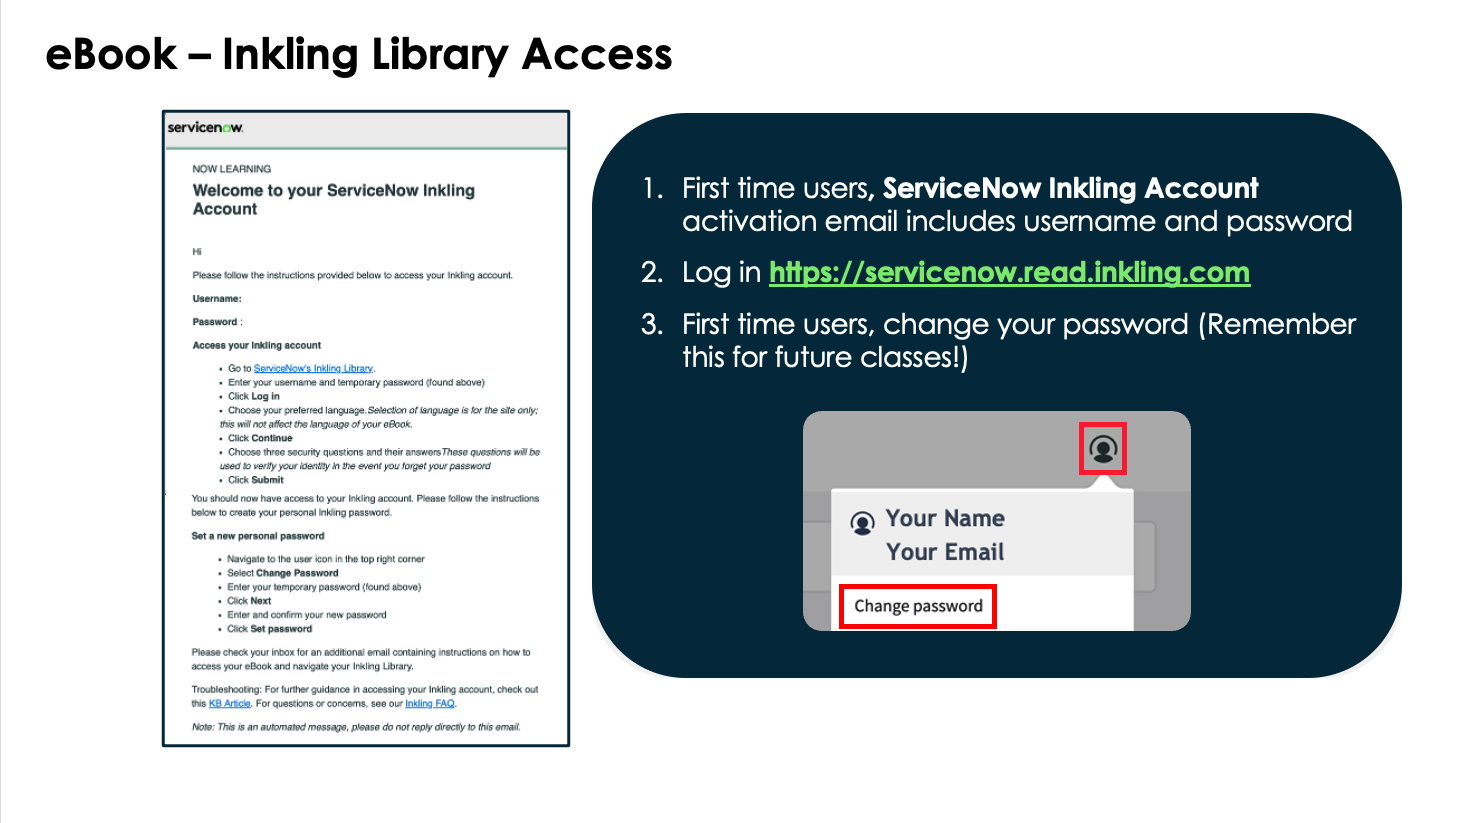 eBook – Inkling Library Access
servicenow.
NOW LEARNING
Welcome to your ServiceNow Inkling
Account
Hi
Please follow the instructions provided below to access your Inkling account.
Username:
Password :
Access your Inkling account
• Go to ServiceNow's Inkling Library.
• Enter your username and temporary password (found above)
• Click Log in
• Choose your preferred language.Selection of language is for the site only;
this will not affect the language of your eBook.
• Click Continue
• Choose three security questions and their answersThese questions will be
used to verify your identity in the event you forget your password
• Click Submit
You should now have access to your Inkling account. Please follow the instructions
below to create your personal Inkling password.
Set a new personal password
• Navigate to the user icon in the top right corner
• Select Change Password
• Enter your temporary password (found above)
• Click Next
• Enter and confirm your new password
• Click Set password
Please check your inbox for an additional email containing instructions on how to
access your eBook and navigate your Inkling Library.
Troubleshooting: For further guidance in accessing your Inkling account, check out
this KB Article. For questions or concerns, see our Inkling FAQ.
Note: This is an automated message, please do not reply directly to this email.
1. First time users, ServiceNow Inkling Account
activation email includes username and password
2. Log in https://servicenow.read.inkling.com
3. First time users, change your password (Remember
this for future classes!)
Your Name
Your Email
Change password